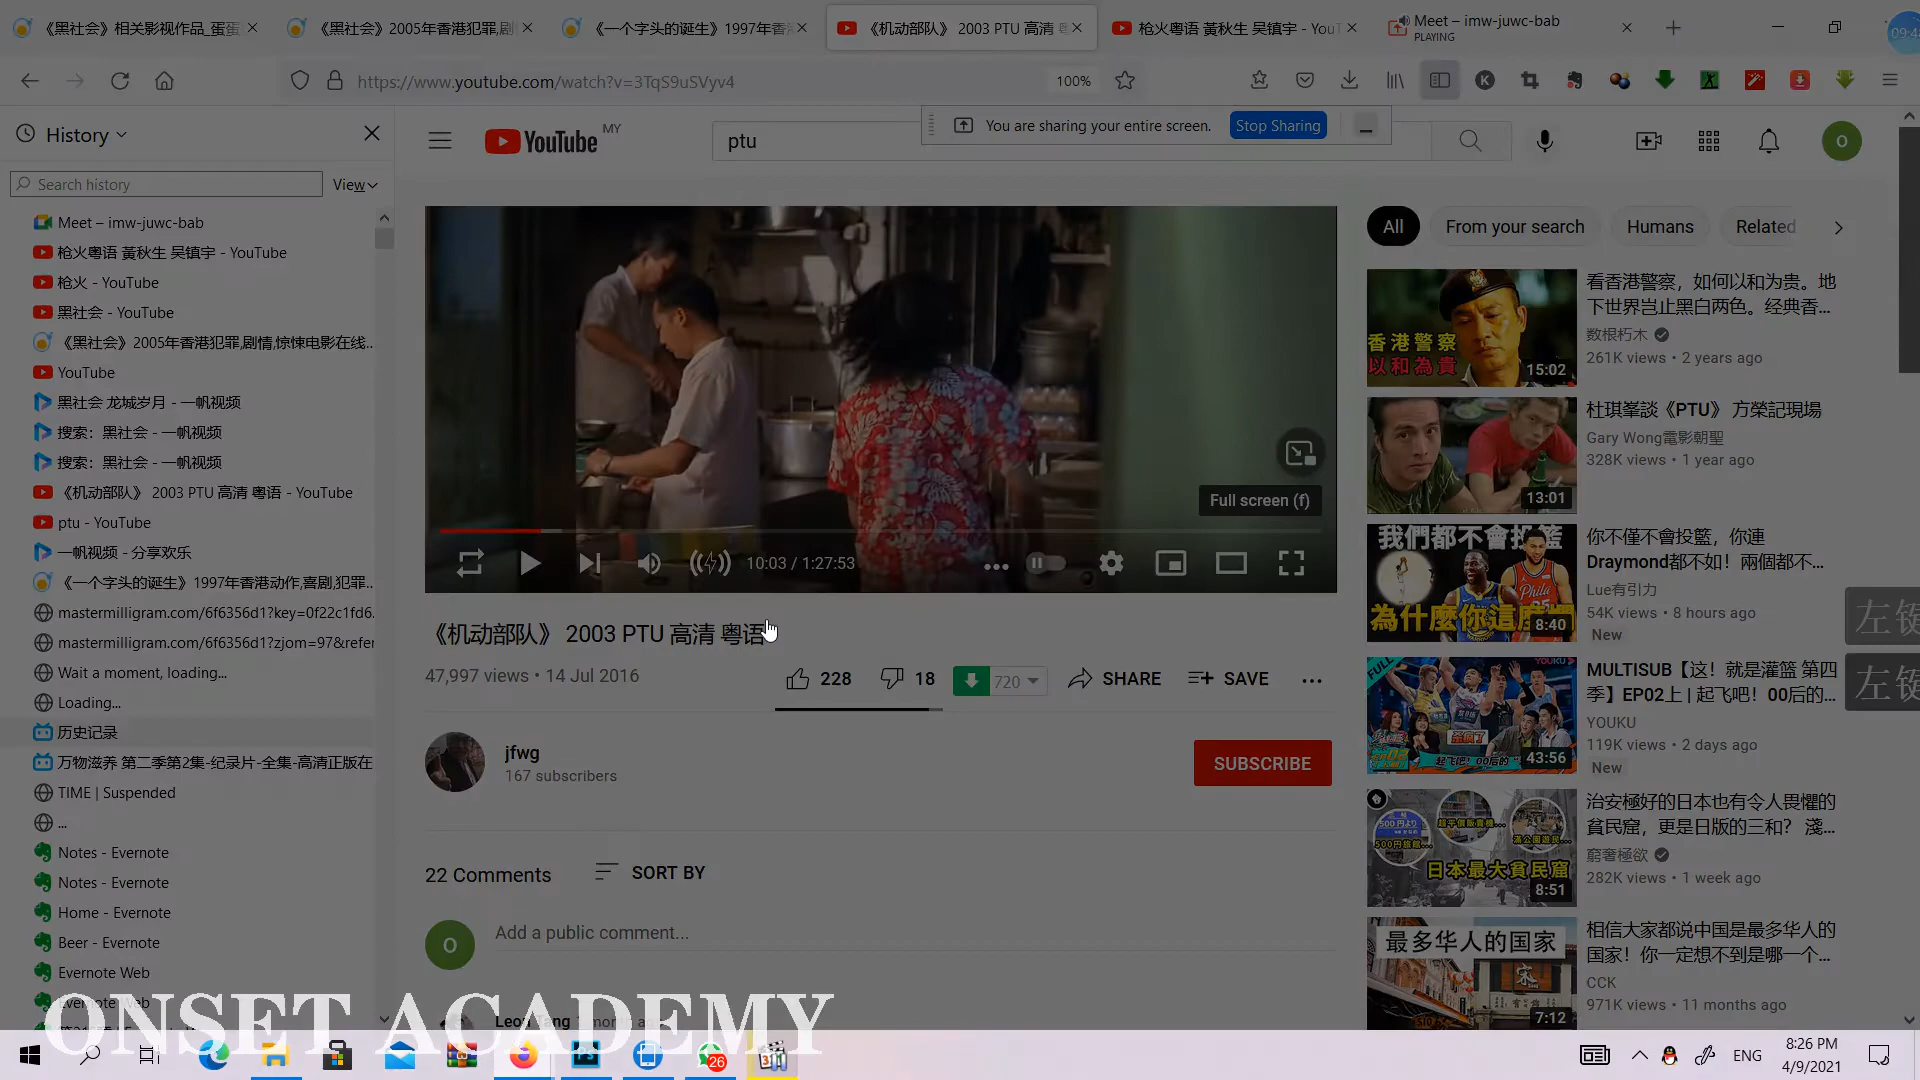 《黑社会》相关影视作品_蛋蛋
《黑社会》2005年香港犯罪,剧
《一个字头的诞生》1997年香
《机动部队》 2003 PTU 高清 粤
枪火粤语 黃秋生 吴镇宇 - YouT
Meet – imw-juwc-bab
PLAYING
09:4
https://www.youtube.com/watch?v=3TqS9uSVyv4
100%
History
Search history
View
Meet – imw-juwc-bab
枪火粵语 黃秋生 吴镇宇 - YouTube
枪火 - YouTube
黑社会 - YouTube
《黑社会》2005年香港犯罪,剧情,惊悚电影在线..
YouTube
黑社会 龙城岁月 - 一帆视频
搜索：黑社会 - 一帆视频
搜索：黑社会 - 一帆视频
《机动部队》 2003 PTU 高清 粵语 - YouTube
ptu - YouTube
一帆视频 - 分享欢乐
《一个字头的诞生》1997年香港动作,喜剧,犯罪..
mastermilligram.com/6f6356d1?key=0f22c1fd6.
mastermilligram.com/6f6356d1?zjom=97&refer
Wait a moment, loading...
Loading...
历史记录
万物滋养 第二季第2集-纪录片-全集-高清正版在
TIME | Suspended
...
Notes - Evernote
Notes - Evernote
Home - Evernote
Beer - Evernote
Evernote Web
YouTube MY
ptu
You are sharing your entire screen.
Stop Sharing
O
Full screen (f)
10:03 / 1:27:53
《机动部队》 2003 PTU 高清 粵语
47,997 views • 14 Jul 2016
228
18
720
SHARE
SAVE
jfwg
167 subscribers
SUBSCRIBE
22 Comments
SORT BY
O
Add a public comment...
All
From your search
Humans
Related
香港警察
以和為貴
15:02
看香港警察，如何以和为贵。地
下世界岂止黑白两色。经典香...
数根朽木
261K views • 2 years ago
13:01
杜琪峯談《PTU》 方榮記現場
Gary Wong電影朝聖
328K views • 1 year ago
我們都不會投籃
8:40
你不僅不會投籃，你連
Draymond都不如！兩個都不...
Lue有引力
54K views • 8 hours ago
New
FULL
YOUKU
43:56
MULTISUB【这！就是灌篮 第四
季】EP02上 | 起飞吧！00后的...
YOUKU
119K views • 2 days ago
New
日本最大貧民窟
8:51
治安極好的日本也有令人畏懼的
貧民窟，更是日版的三和？ 淺...
窮奢極欲
282K views • 1 week ago
最多华人的国家
7:12
相信大家都说中国是最多华人的
国家！你一定想不到是哪一个...
CCK
971K views • 11 months ago
左键
左键
ONSET ACADEMY
26
ENG
8:26 PM
4/9/2021